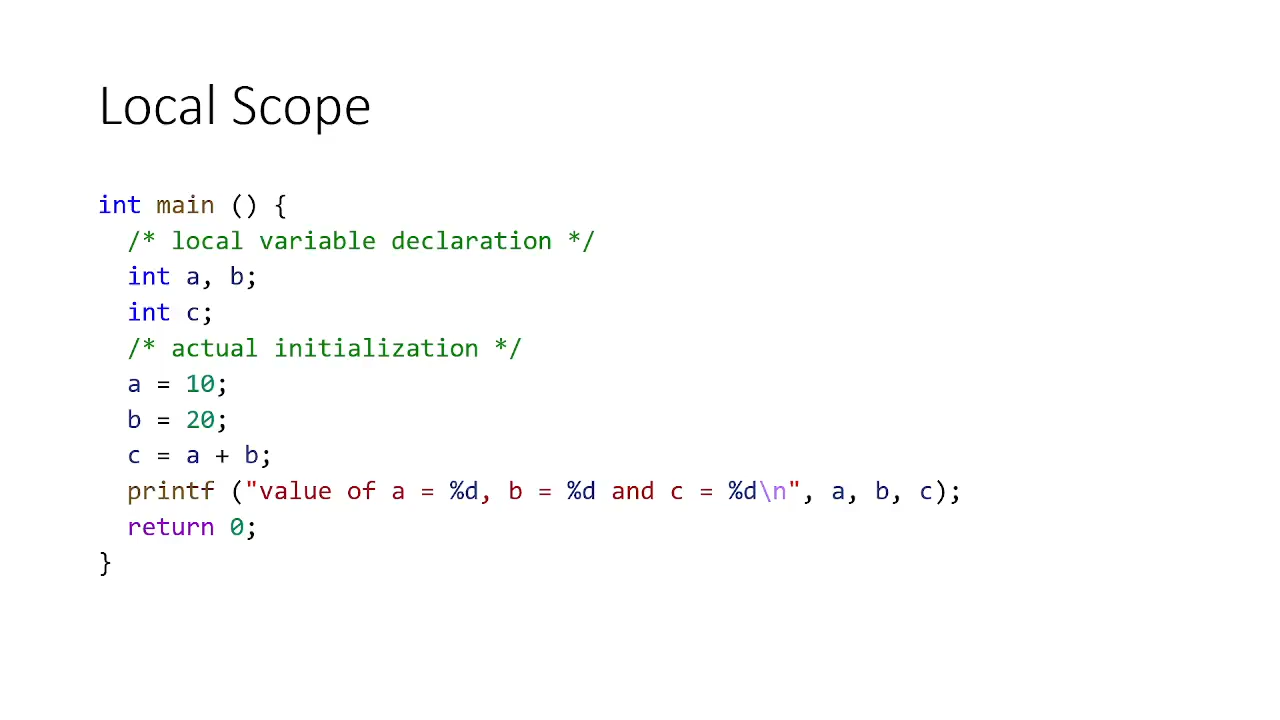 Local Scope
int main () {
/* local variable declaration */
int a, b;
int c;
/* actual initialization */
a = 10;
b = 20;
c = a + b;
printf ("value of a = %d, b = %d and c = %d\n", a, b, c);
return 0;
}